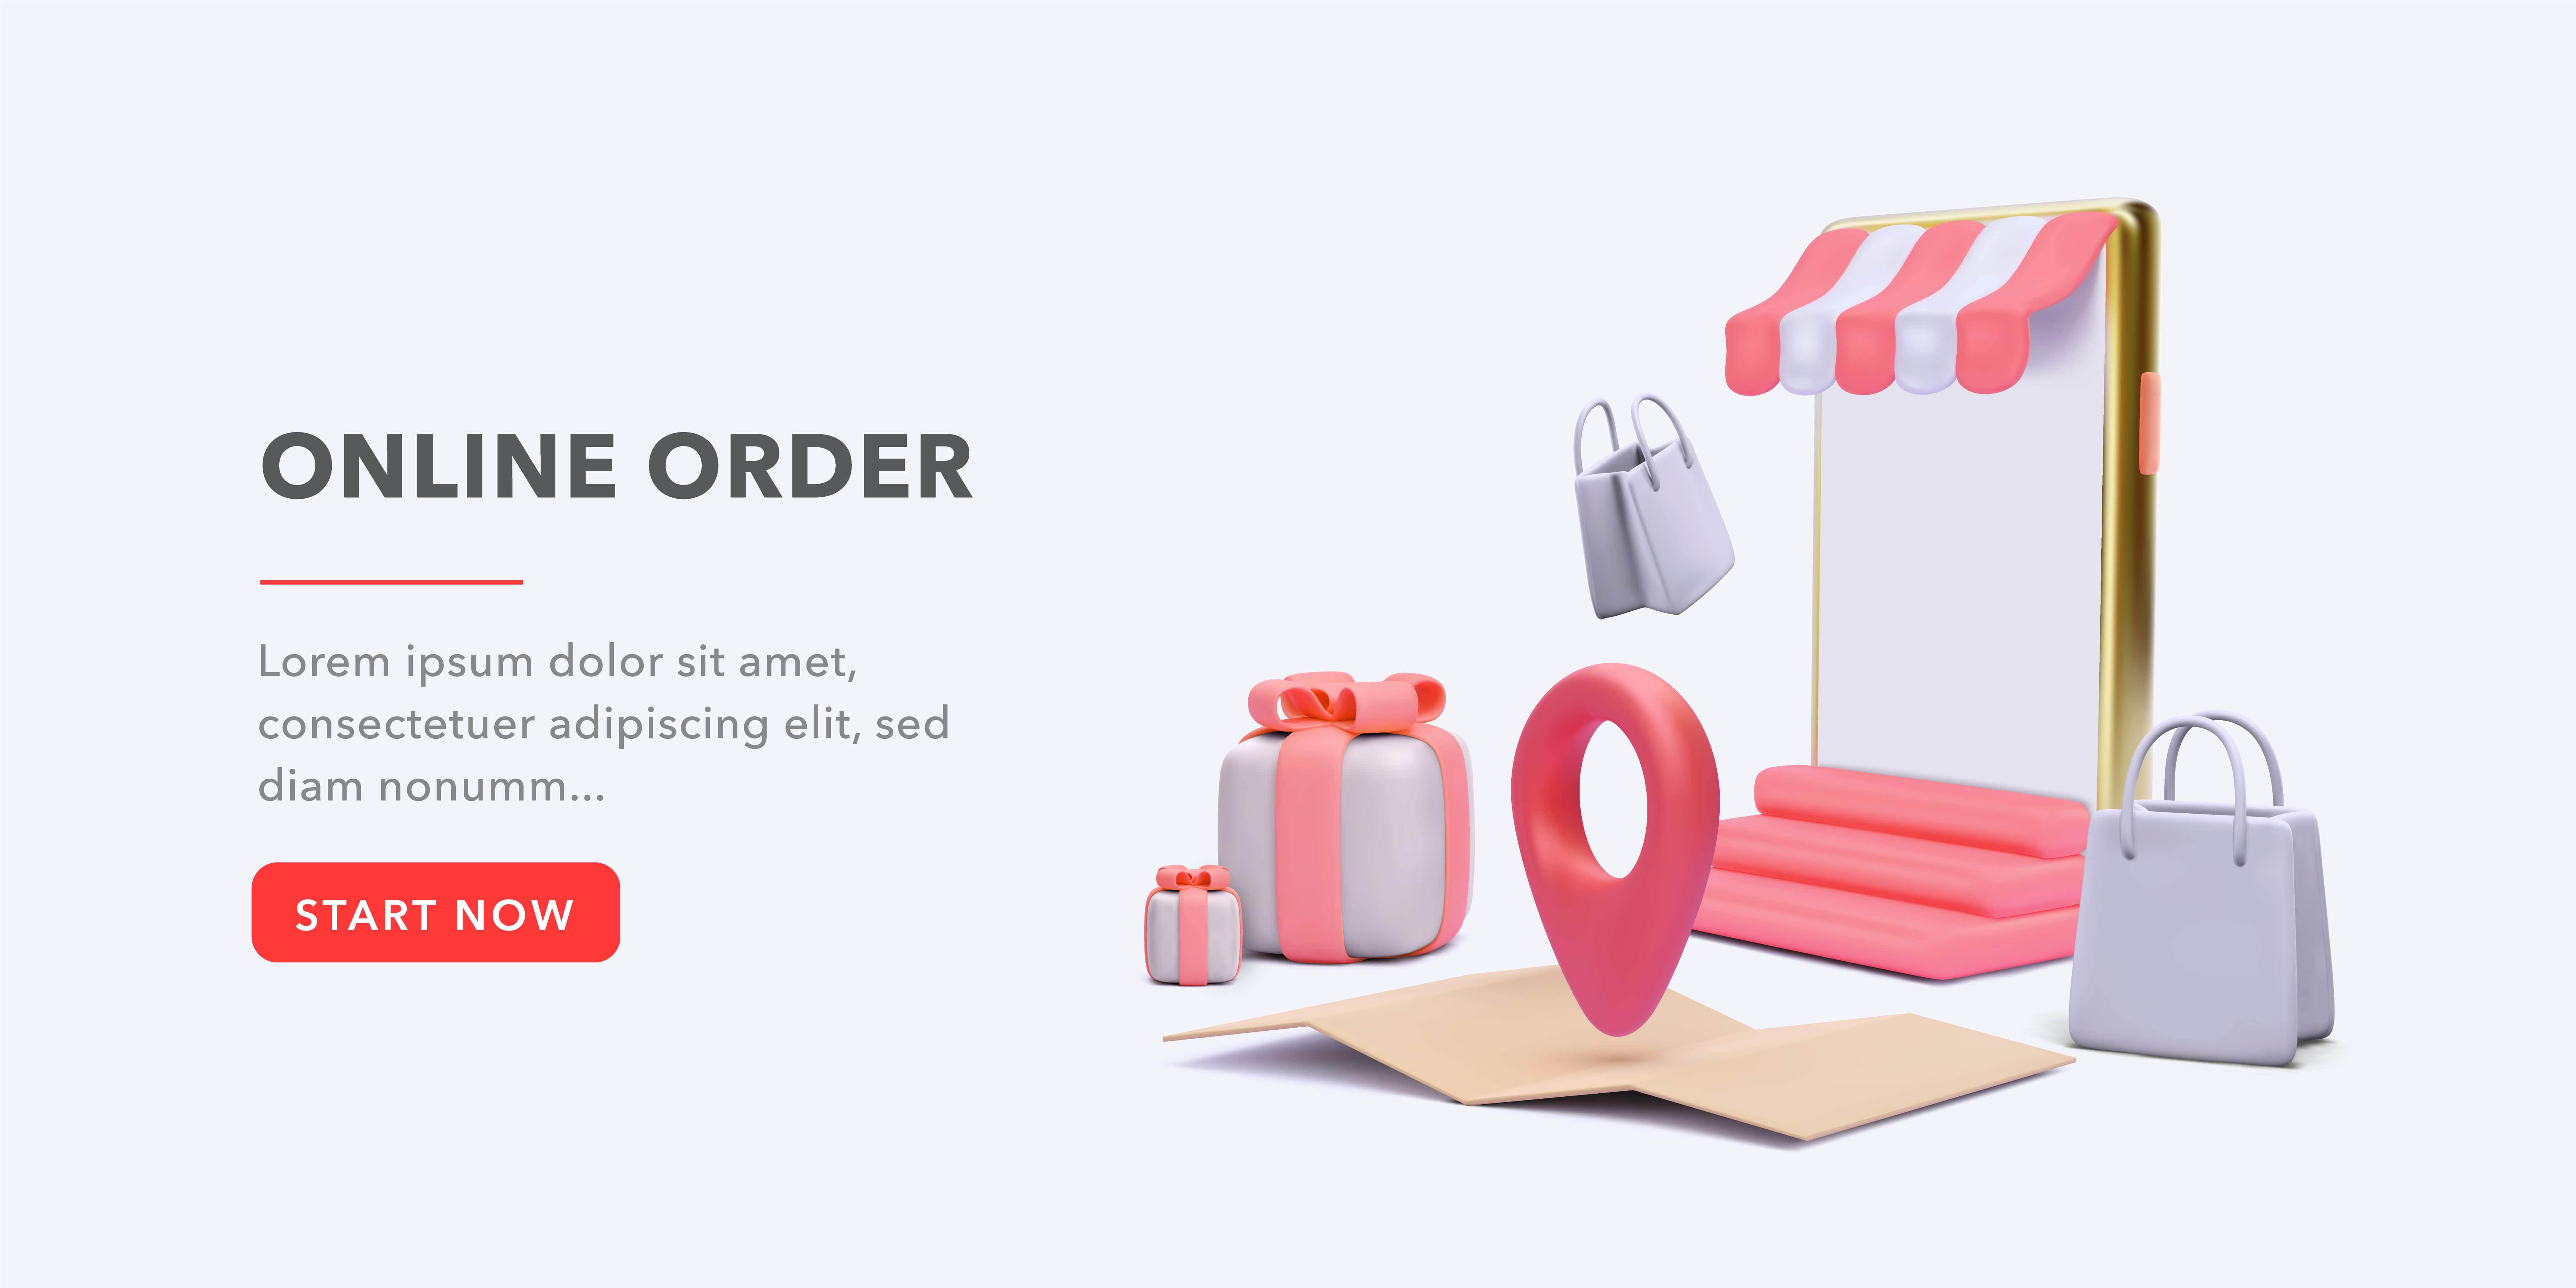 ONLINE ORDER
Lorem ipsum dolor sit amet,
consectetuer adipiscing elit, sed
diam nonumm...
START NOW